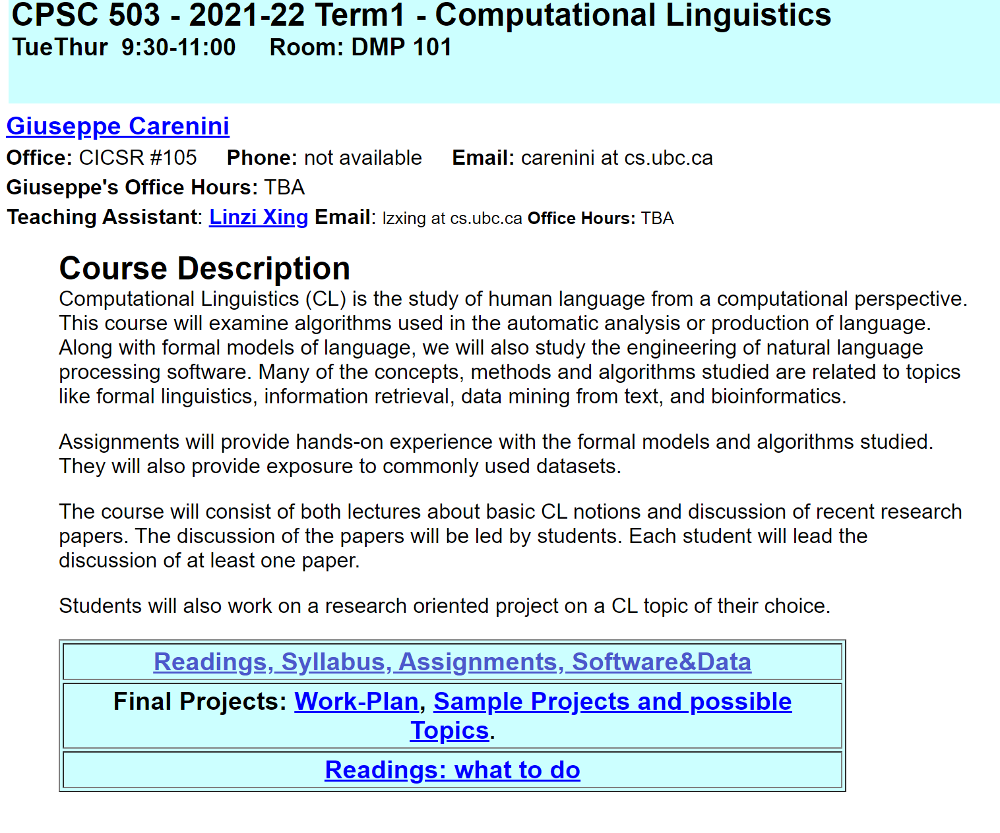 CPSC 503 - 2021-22 Term1 - Computational Linguistics
TueThur 9:30-11:00 Room: DMP 101
Giuseppe Carenini
Office: CICSR #105 Phone: not available Email: carenini at cs.ubc.ca
Giuseppe's Office Hours: TBA
Teaching Assistant: Linzi Xing Email: lzxing at cs.ubc.ca Office Hours: TBA
Course Description
Computational Linguistics (CL) is the study of human language from a computational perspective.
This course will examine algorithms used in the automatic analysis or production of language.
Along with formal models of language, we will also study the engineering of natural language
processing software. Many of the concepts, methods and algorithms studied are related to topics
like formal linguistics, information retrieval, data mining from text, and bioinformatics.
Assignments will provide hands-on experience with the formal models and algorithms studied.
They will also provide exposure to commonly used datasets.
The course will consist of both lectures about basic CL notions and discussion of recent research
papers. The discussion of the papers will be led by students. Each student will lead the
discussion of at least one paper.
Students will also work on a research oriented project on a CL topic of their choice.
Readings, Syllabus, Assignments, Software&Data
Final Projects: Work-Plan, Sample Projects and possible
Topics.
Readings: what to do